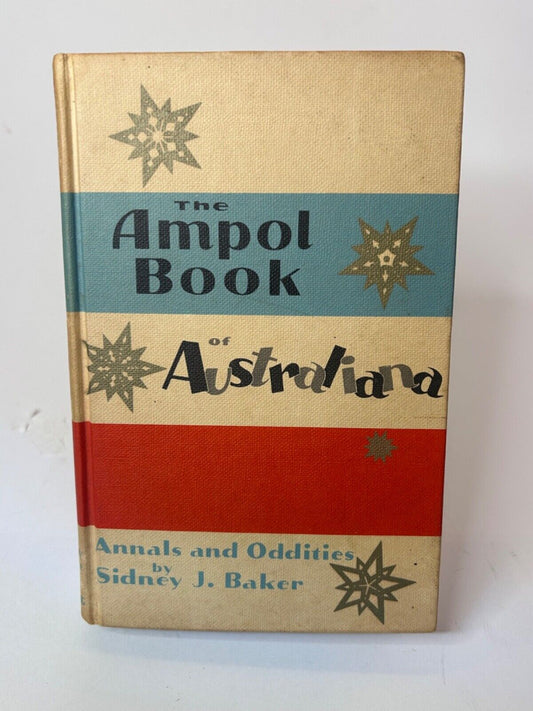 The
Ampol
Book
of
Australiana
Annals and Oddities
by
Sidney J. Baker